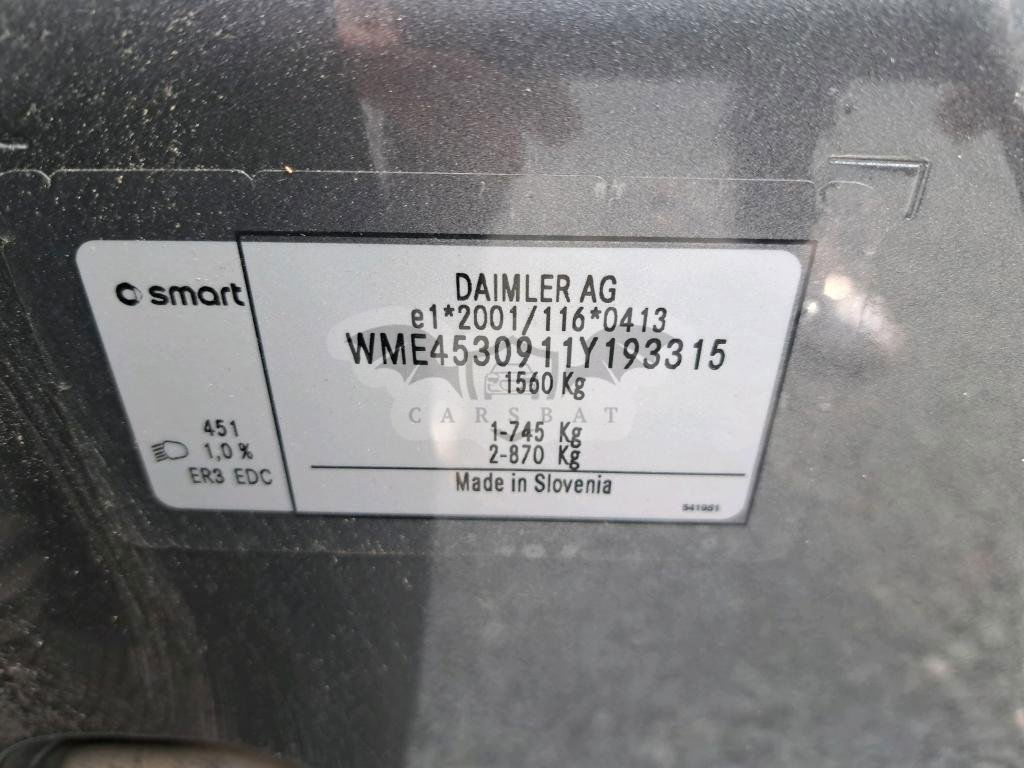 smart
DAIMLER AG
e1*2001/116*0413
WME4530911Y193315
1560 Kg
CARSBAT
451
1-745 Kg
1,0 %
2-870 Kg
ER3 EDC
Made in Slovenia
541951